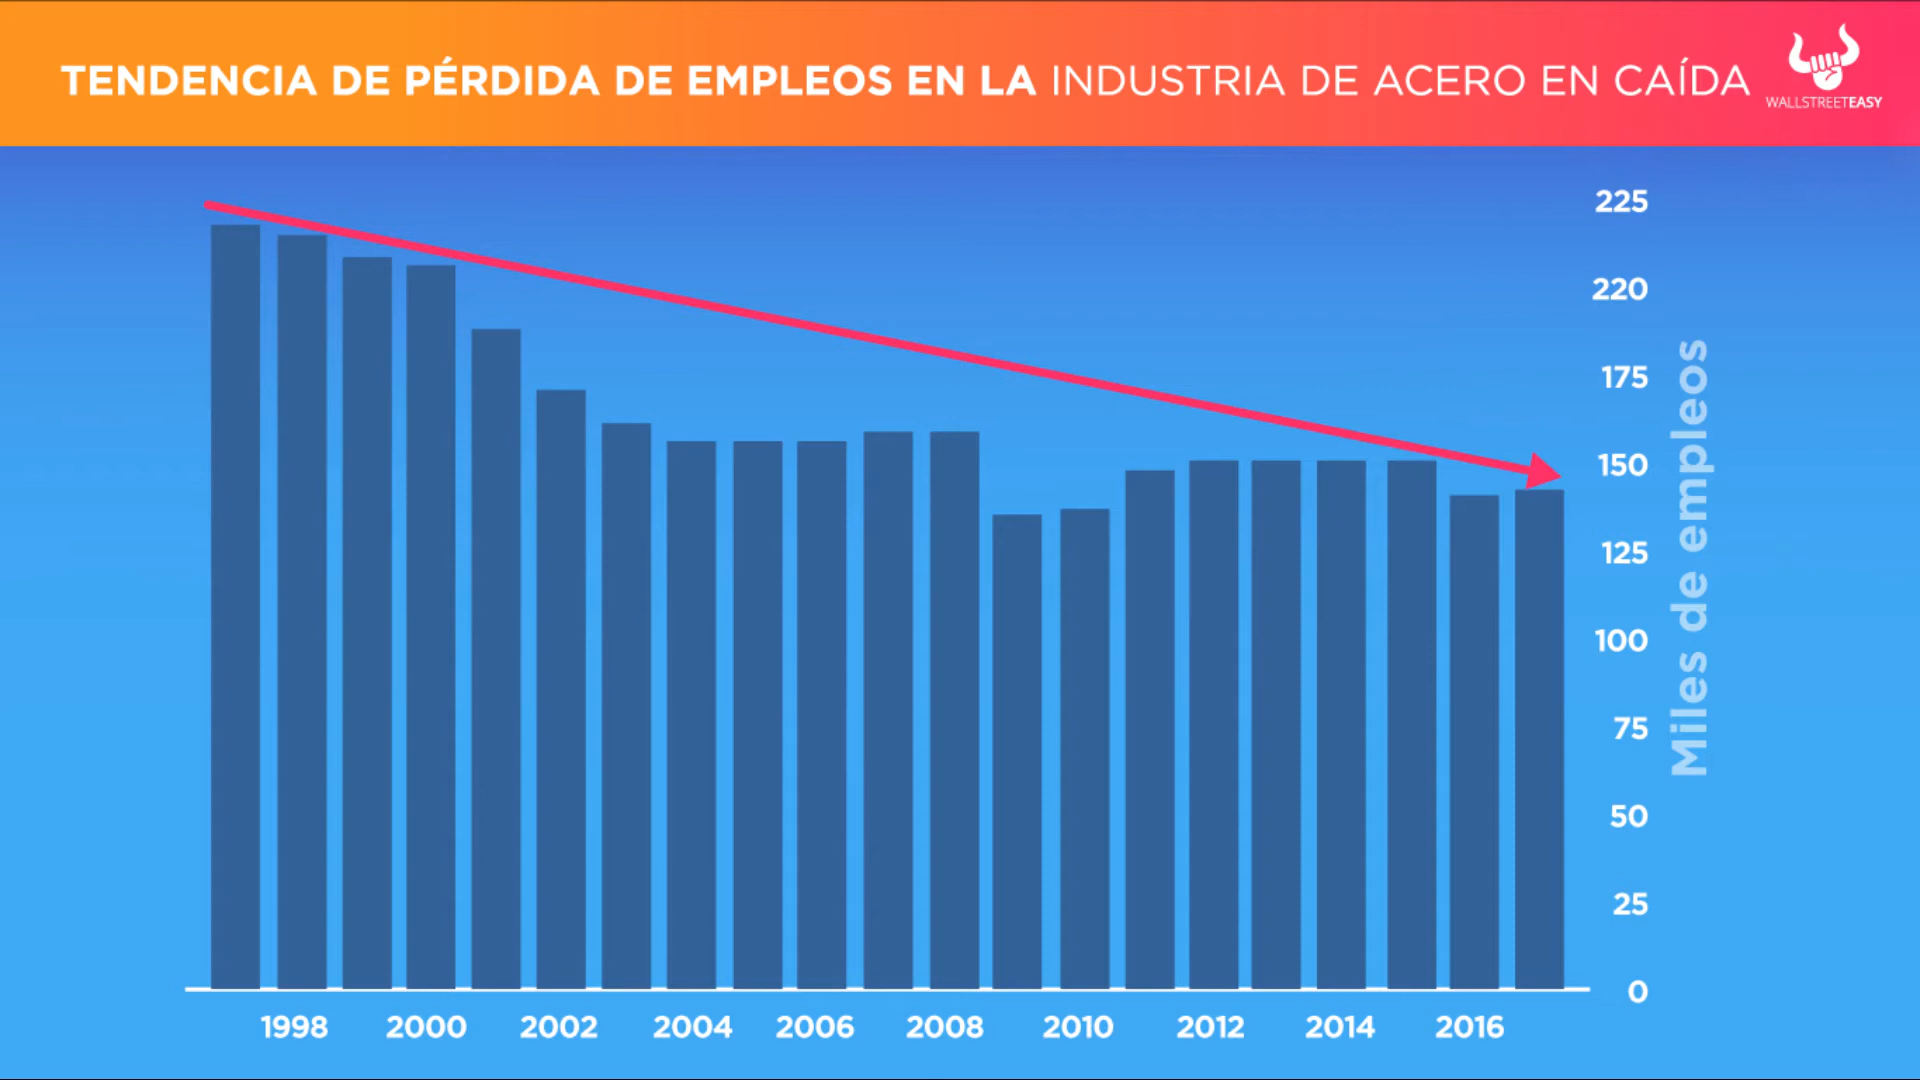 TENDENCIA DE PÉRDIDA DE EMPLEOS EN LA INDUSTRIA DE ACERO EN CAÍDA
WALLSTREETEASY
225
220
175
150
125
100
75
50
25
0
Miles de empleos
1998 2000 2002 2004 2006 2008 2010 2012 2014 2016